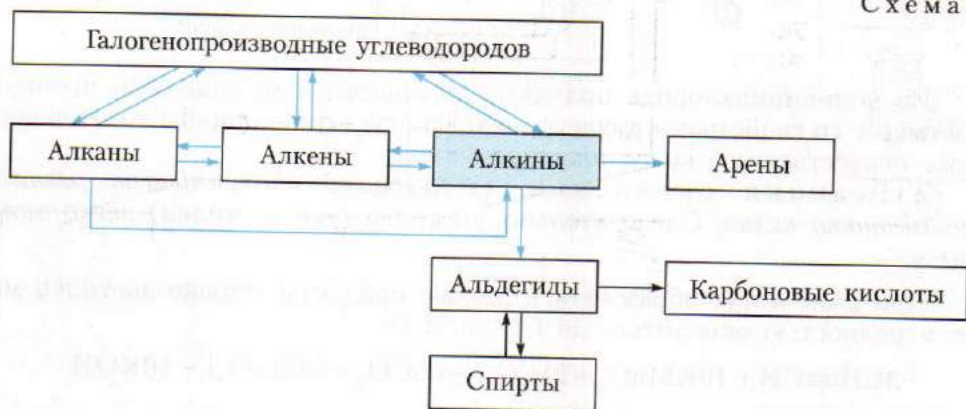 Схема
Галогенопроизводные углеводородов
Алканы
Алкены
Алкины
Арены
Альдегиды
Карбоновые кислоты
Спирты